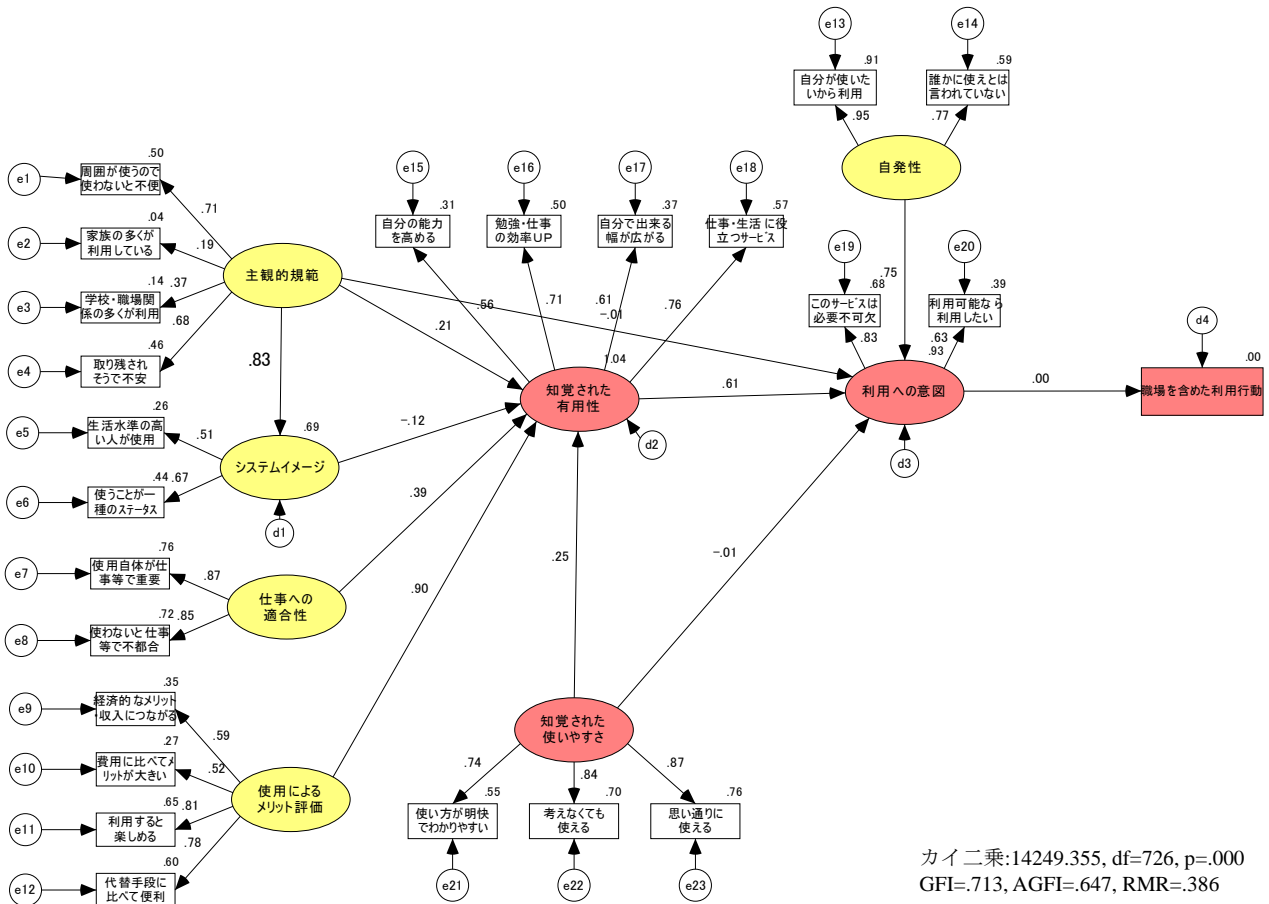 e13
e14
.91
.59
自分が使いた
いから利用
誰かに使えとは
言われていない
.95
.77
自発性
e1
.50
周囲が使うので
使わないと不便
.71
e2
.04
家族の多くが
利用している
.19
e3
.14
.37
学校・職場関
係の多くが利用
.68
e4
.46
取り残され
そうで不安
主観的規範
e15
e16
e17
e18
.31
.50
.37
.57
自分の能力
を高める
勉強・仕事
の効率UP
自分で出来る
幅が広がる
仕事・生活に役
立つサービス
.56
.71
.61
.76
-.01
.21
.83
.75
e19
e20
.68
.39
このサービスは
必要不可欠
利用可能なら
利用したい
.83
.63
.93
d4
.00
1.04
知覚された
有用性
.61
利用への意図
.00
職場を含めた利用行動
d2
d3
e5
.26
生活水準の高
い人が使用
.51
.69
-.12
システムイメージ
e6
.44
.67
使うことが一
種のステータス
d1
.39
e7
.76
使用自体が仕
事等で重要
.87
仕事への
適合性
e8
.72
.85
使わないと仕事
等で不都合
.90
.25
-.01
e9
.35
経済的なメリット
・収入につながる
.59
e10
.27
費用に比べてメ
リットが大きい
.52
e11
.65
.81
利用すると
楽しめる
.78
e12
.60
代替手段に
比べて便利
使用による
メリット評価
知覚された
使いやすさ
.74
.84
.87
.55
.70
.76
使い方が明快
でわかりやすい
考えなくても
使える
思い通りに
使える
e21
e22
e23
カイ二乗:14249.355, df=726, p=.000
GFI=.713, AGFI=.647, RMR=.386